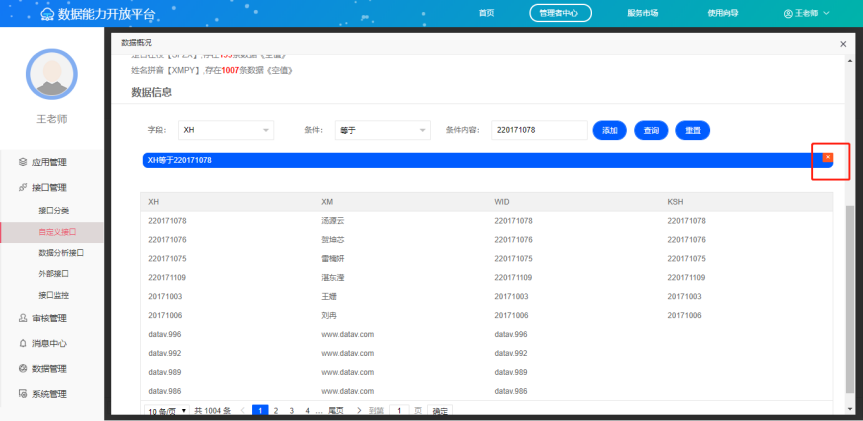 数据能力开放平台 首页 管理者中心 服务市场 使用向导 王老师
数据概况 ×
姓名拼音【XMPY】,存在1007条数据《空值》
数据信息
王老师
字段: XH 条件: 等于 条件内容: 220171078 添加 查询 重置
XH等于220171078 ×
应用管理
接口管理
接口分类
自定义接口
数据分析接口
外部接口
接口监控
审核管理
消息中心
数据管理
系统管理
XH XM WID KSH
220171078 汤源云 220171078 220171078
220171076 贺坤芯 220171076 220171076
220171075 220171075 220171075
220171109 220171109 220171109
20171003 王姗 20171003 20171003
20171006 刘冉 20171006 20171006
datav.996 www.datav.com datav.996
datav.992 www.datav.com datav.992
datav.989 www.datav.com datav.989
datav.986 www.datav.com datav.986
10 条/页 共 1004 条 < 1 2 3 4 ... 尾页 > 到第 1 页 确定